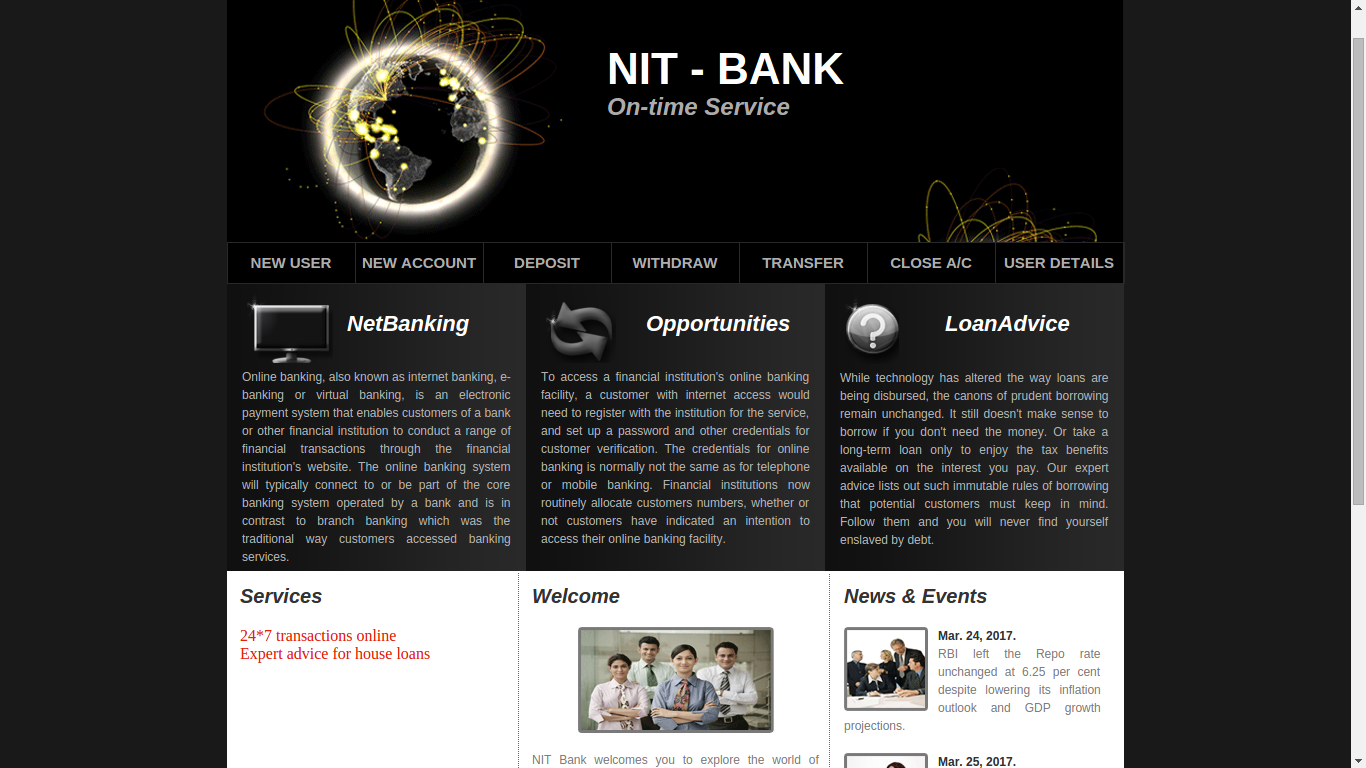 NIT - BANK
On-time Service
NEW USER
NEW ACCOUNT
DEPOSIT
WITHDRAW
TRANSFER
CLOSE A/C
USER DETAILS
NetBanking
Online banking, also known as internet banking, e-
banking or virtual banking, is an electronic
payment system that enables customers of a bank
or other financial institution to conduct a range of
financial transactions through the financial
institution's website. The online banking system
will typically connect to or be part of the core
banking system operated by a bank and is in
contrast to branch banking which was the
traditional way customers accessed banking
services.
Opportunities
To access a financial institution's online banking
facility, a customer with internet access would
need to register with the institution for the service,
and set up a password and other credentials for
customer verification. The credentials for online
banking is normally not the same as for telephone
or mobile banking. Financial institutions now
routinely allocate customers numbers, whether or
not customers have indicated an intention to
access their online banking facility.
LoanAdvice
While technology has altered the way loans are
being disbursed, the canons of prudent borrowing
remain unchanged. It still doesn't make sense to
borrow if you don't need the money. Or take a
long-term loan only to enjoy the tax benefits
available on the interest you pay. Our expert
advice lists out such immutable rules of borrowing
that potential customers must keep in mind.
Follow them and you will never find yourself
enslaved by debt.
Services
24*7 transactions online
Expert advice for house loans
Welcome
NIT Bank welcomes you to explore the world of
News & Events
Mar. 24, 2017.
RBI left the Repo rate
unchanged at 6.25 per cent
despite lowering its inflation
outlook and GDP growth
projections.
Mar. 25, 2017.